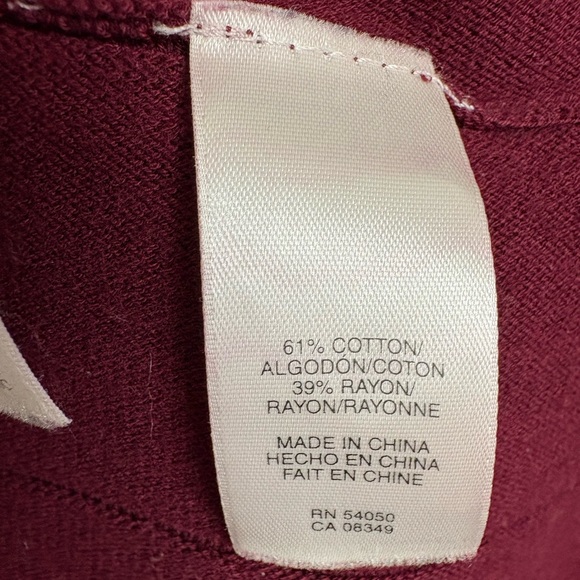 61% COTTON/
ALGODÓN/COTON
39% RAYON/
RAYON/RAYONNE
MADE IN CHINA
HECHO EN CHINA
FAIT EN CHINE
RN 54050
CA 08349